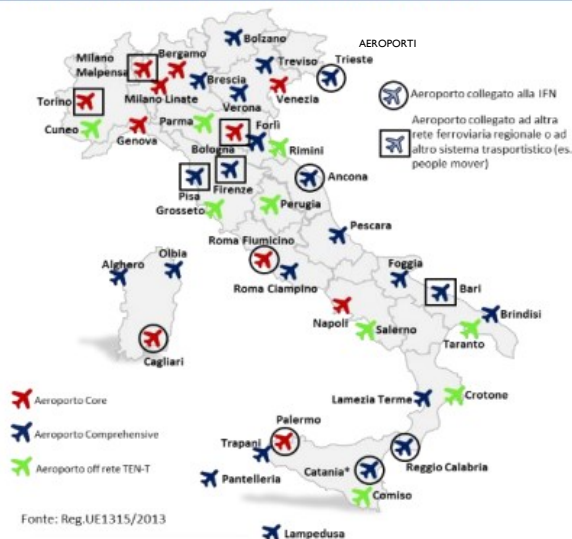 AEROPORTI
Bolzano
Bergamo
Milano
Malpensa
Treviso
Trieste
Brescia
Torino
Milano Linate
Verona
Venezia
Cuneo
Parma
Forlì
Genova
Bologna
Rimini
Pisa
Firenze
Ancona
Grosseto
Perugia
Roma Fiumicino
Pescara
Olbia
Alghero
Roma Ciampino
Foggia
Bari
Napoli
Salerno
Brindisi
Taranto
Cagliari
Lamezia Terme
Crotone
Palermo
Trapani
Reggio Calabria
Pantelleria
Catania*
Comiso
Lampedusa
Aeroporto collegato alla IFN
Aeroporto collegato ad altra
rete ferroviaria regionale o ad
altro sistema trasportistico (es.
people mover)
Aeroporto Core
Aeroporto Comprehensive
Aeroporto off rete TEN-T
Fonte: Reg.UE1315/2013